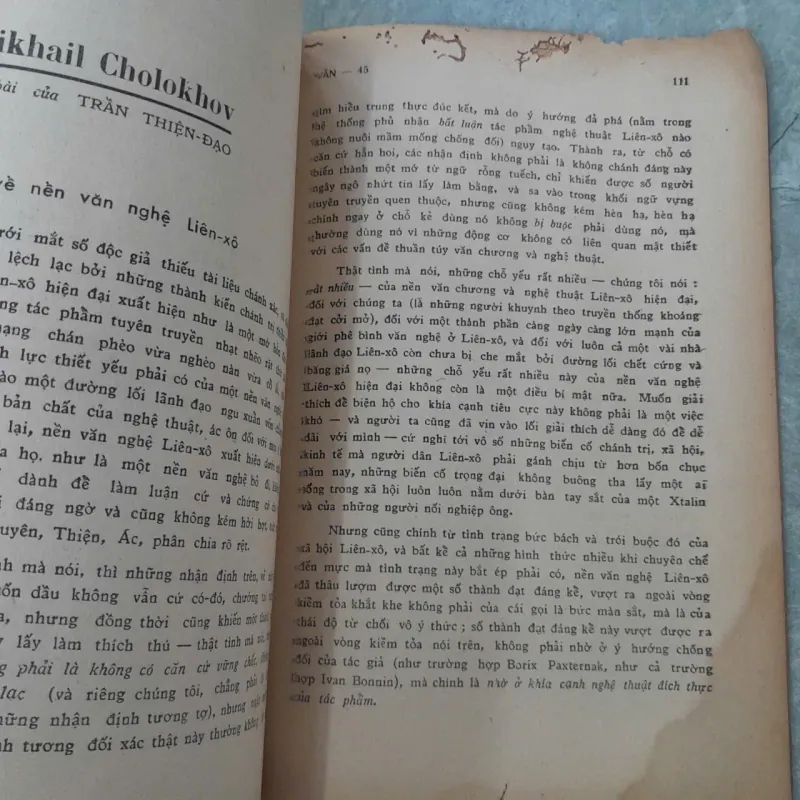 ikhail Cholokhov
bài của TRẦN THIỆN-ĐẠO
về nền văn nghệ Liên-xô
ưới mắt số độc giả thiếu tài liệu chánh xác,
lệch lạc bởi những thành kiến chánh trị
ên-xô hiện đại xuất hiện như là một mớ
ng tác phẩm tuyên truyền nhạt nhẽo
mạng chán phèo vừa nghèo nàn vừa cổ
h lực thiết yếu phải có của một nền văn
vào một đường lối lãnh đạo ngu xuẩn
bản chất của nghệ thuật, ác ôn đối với
lại, nền văn nghệ Liên-xô xuất hiện dưới
a họ, như là một nền văn nghệ bỏ đi,
dành để làm luận cứ và chứng cớ
i đáng ngờ và cũng không kém hời hợt,
uyên, Thiện, Ác, phân chia rõ rệt.
nh mà nói, thì những nhận định trên,
uốn dầu không vẫn cứ có-đó, chường
a, nhưng đồng thời cũng khiến một
y lấy làm thích thú — thật tình mà nói,
ng phải là không có căn cứ vững chắc,
lạc (và riêng chúng tôi, chẳng phải
những nhận định tương tợ), nhưng
nh tương đối xác thật này thường không
VĂN — 45
111
tìm hiểu trung thực đúc kết, mà do ý hướng đả phá (nằm trong
hệ thống phủ nhận bất luận tác phẩm nghệ thuật Liên-xô nào
không nuôi mầm mống chống đối) ngụy tạo. Thành ra, từ chỗ có
căn cứ hẳn hoi, các nhận định không phải là không chánh đáng này
biến thành một mớ từ ngữ rỗng tuếch, chỉ khiến được số người
ngây ngô nhứt tin lấy làm bằng, và sa vào trong khối ngữ vựng
tuyên truyền quen thuộc, nhưng cũng không kém hèn hạ, hèn hạ
chính ngay ở chỗ kẻ dùng nó không bị buộc phải dùng nó, mà
thường dùng nó vì những động cơ không có liên quan mật thiết
với các vấn đề thuần túy văn chương và nghệ thuật.
Thật tình mà nói, những chỗ yếu rất nhiều — chúng tôi nói :
rất nhiều — của nền văn chương và nghệ thuật Liên-xô hiện đại,
đối với chúng ta (là những người khuynh theo truyền thống khoáng
đạt cởi mở), đối với một thành phần càng ngày càng lớn mạnh của
giới phê bình văn nghệ ở Liên-xô, và đối với luôn cả một vài nhà
lãnh đạo Liên-xô còn chưa bị che mắt bởi đường lối chết cứng và
băng giá nọ — những chỗ yếu rất nhiều này của nền văn nghệ
Liên-xô hiện đại không còn là một điều bí mật nữa. Muốn giải
thích để biện hộ cho khía cạnh tiêu cực này không phải là một việc
khó — và người ta cũng đã vịn vào lối giải thích dễ dàng đó để dễ
dãi với mình — cứ nghĩ tới vô số những biến cố chánh trị, xã hội,
kinh tế mà người dân Liên-xô phải gánh chịu từ hơn bốn chục
năm nay, những biến cố trọng đại không buông tha lấy một ai
sống trong xã hội luôn luôn nằm dưới bàn tay sắt của một Xtalin
và của những người nối nghiệp ông.
Nhưng cũng chính từ tình trạng bức bách và trói buộc đó của
xã hội Liên-xô, và bất kể cả những hình thức nhiều khi chuyên chế
đến mực mà tình trạng này bắt ép phải có, nền văn nghệ Liên-xô
đã thâu lượm được một số thành đạt đáng kể, vượt ra ngoài vòng
kiềm tỏa khắt khe không phải của cái gọi là bức màn sắt, mà là của
thái độ từ chối vô ý thức ; số thành đạt đáng kể này vượt được ra
ngoài vòng kiềm tỏa nói trên, không phải nhờ ở ý hướng chống
đối của tác giả (như trường hợp Borix Paxternak, như cả trường
hợp Ivan Bonnin), mà chính là nhờ ở khía cạnh nghệ thuật đích thực
của tác phẩm.